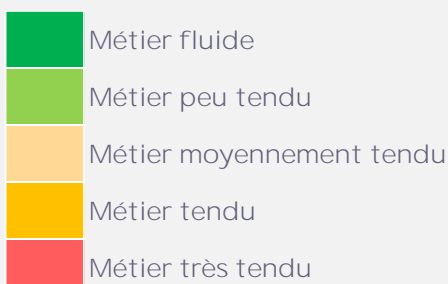 Métier fluide
Métier peu tendu
Métier moyennement tendu
Métier tendu
Métier très tendu